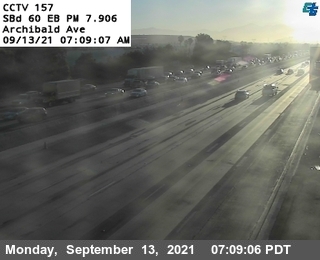 CCTV 157
SBd 60 EB PM 7.906
Archibald Ave
09/13/21 07:09:07 AM
Monday, September 13, 2021 07:09:06 PDT